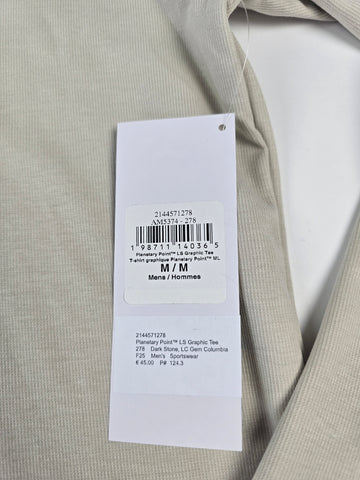 2144571278
AM5374 - 278
1 98711 14036 5
Planetary Point™ LS Graphic Tee
T-shirt graphique Planetary Point™ ML
M / M
Mens / Hommes
2144571278
Planetary Point™ LS Graphic Tee
278 Dark Stone, LC Gem Columbia
F25 Men's Sportswear
€ 45.00 P# 124.3